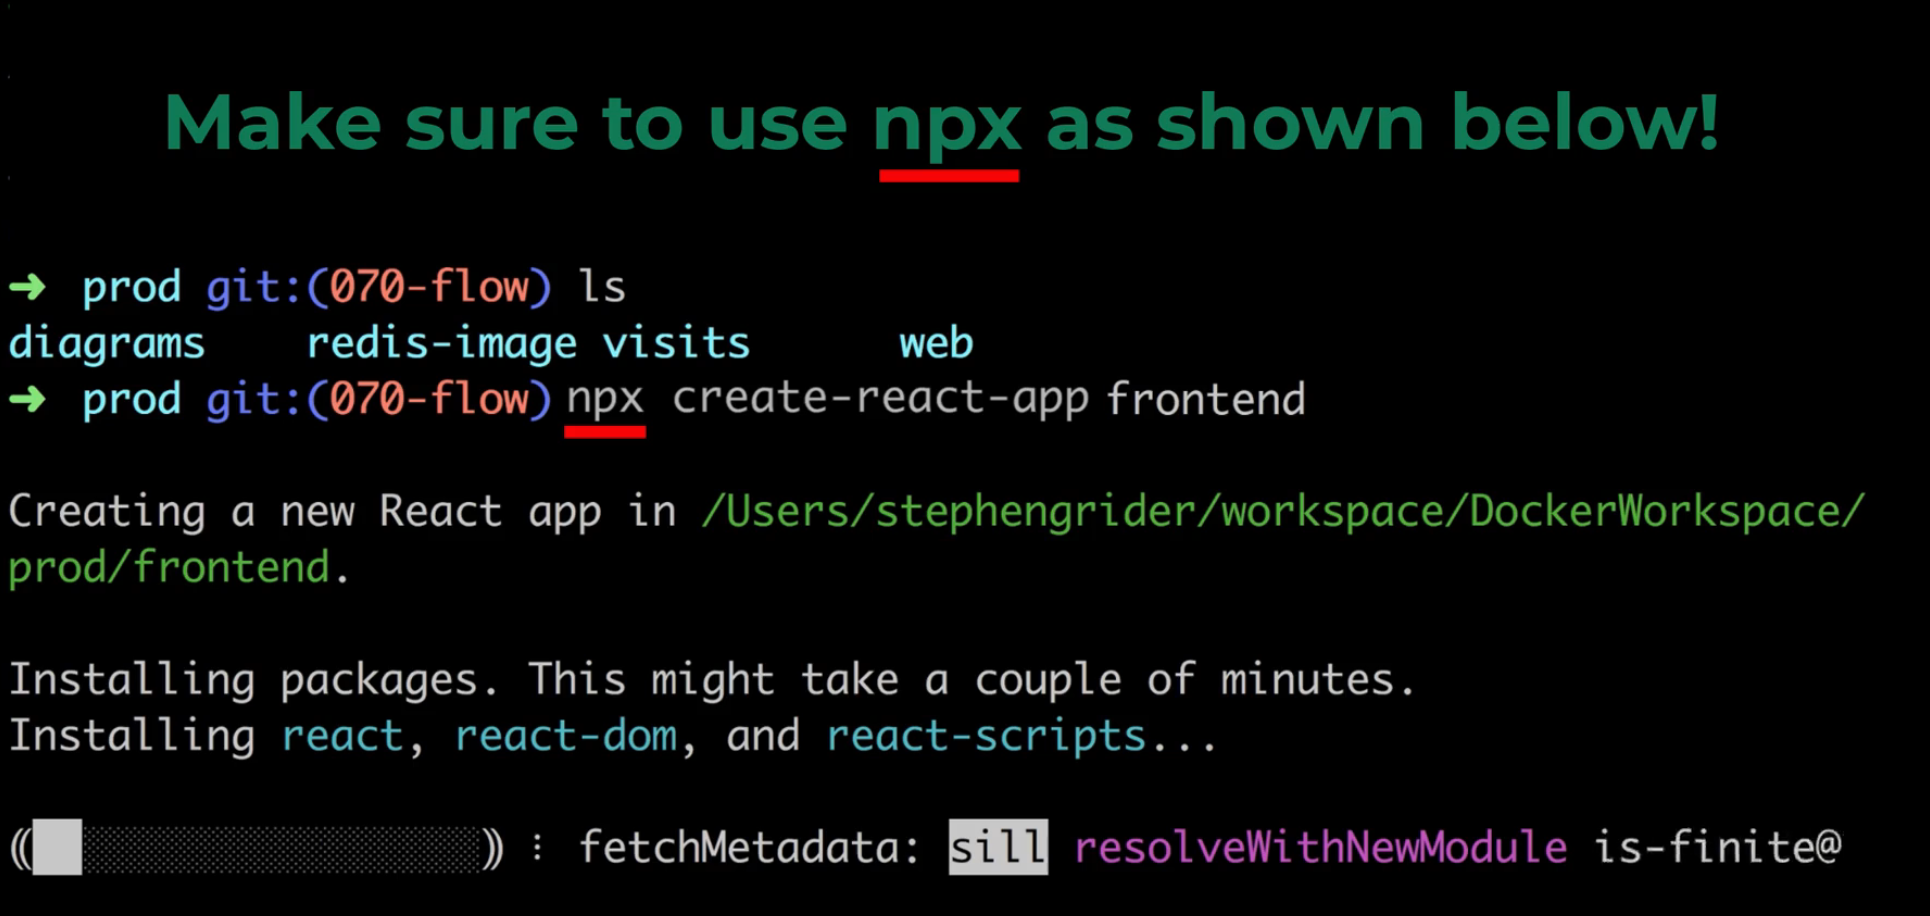 Make sure to use npx as shown below!
➜ prod git:(070-flow) ls
diagrams redis-image visits web
➜ prod git:(070-flow) npx create-react-app frontend
Creating a new React app in /Users/stephengrider/workspace/DockerWorkspace/
prod/frontend.
Installing packages. This might take a couple of minutes.
Installing react, react-dom, and react-scripts...
(( )) ⫶ fetchMetadata: sill resolveWithNewModule is-finite@